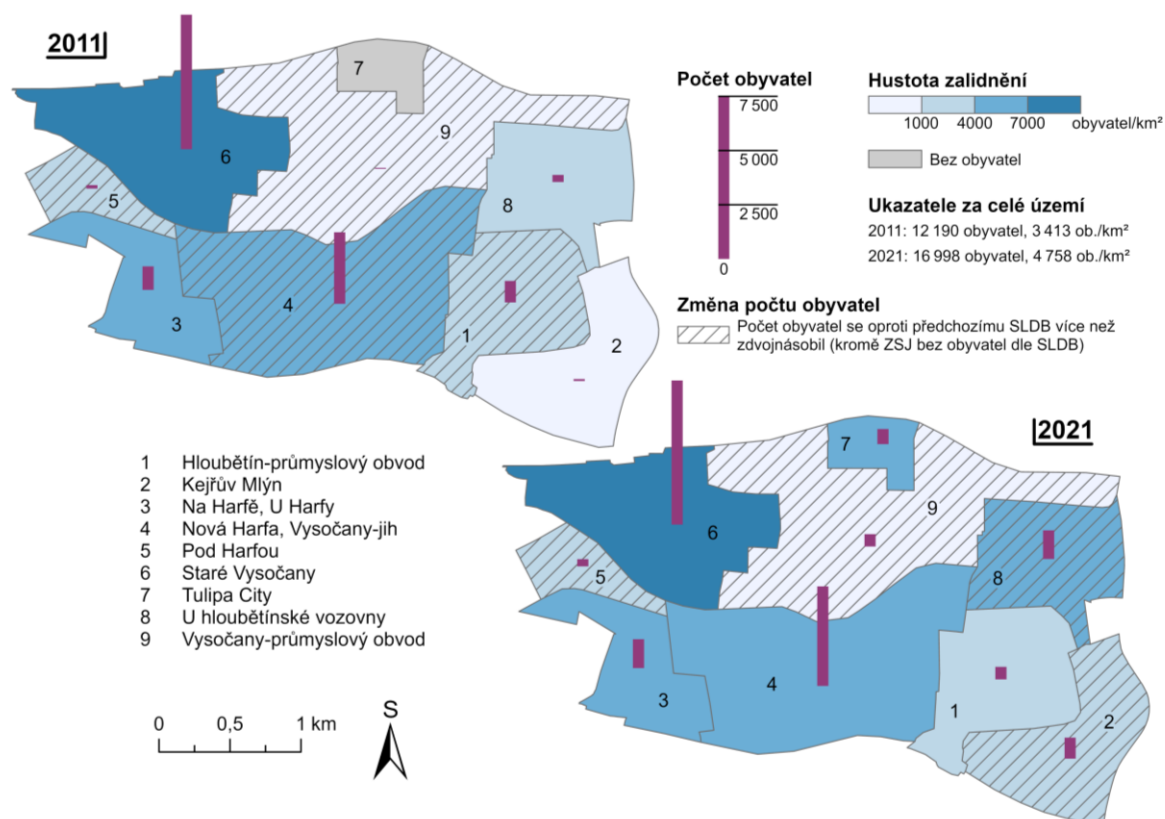 2011
7
6
9
5
8
4
3
1
2
Počet obyvatel
7 500
5 000
2 500
0
Hustota zalidnění
1000 4000 7000 obyvatel/km²
Bez obyvatel
Ukazatele za celé území
2011: 12 190 obyvatel, 3 413 ob./km²
2021: 16 998 obyvatel, 4 758 ob./km²
Změna počtu obyvatel
Počet obyvatel se oproti předchozímu SLDB více než
zdvojnásobil (kromě ZSJ bez obyvatel dle SLDB)
2021
7
9
6
5
8
4
3
1
2
1 Hloubětín-průmyslový obvod
2 Kejřův Mlýn
3 Na Harfě, U Harfy
4 Nová Harfa, Vysočany-jih
5 Pod Harfou
6 Staré Vysočany
7 Tulipa City
8 U hloubětínské vozovny
9 Vysočany-průmyslový obvod
0 0,5 1 km
S